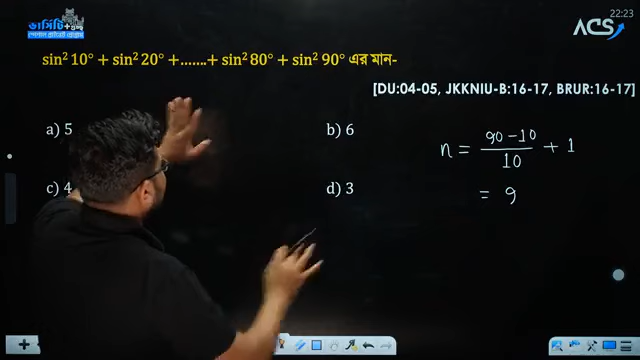 22:23
ভার্সিটি
ACS
sin² 10° + sin² 20° + ....... + sin² 80° + sin² 90° এর মান-
[DU:04-05, JKKNIU-B:16-17, BRUR:16-17]
a) 5
b) 6
c) 4
d) 3
n = (90 - 10)/10 + 1
= 9